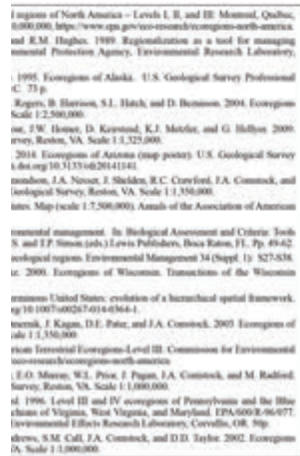 regions of North America – Levels I, II, and III: Montreal, Québec,
https://www.epa.gov/eco-research/ecoregions-north-america.
and R.M. Hughes. 1989. Regionalization as a tool for managing
Environmental Protection Agency, Environmental Research Laboratory,
1995. Ecoregions of Alaska. U.S. Geological Survey Professional
C. 73 p.
Rogers, B. Harrison, S.L. Hatch, and D. Bezanson. 2004. Ecoregions
Scale 1:2,500,000.
J.W. Homer, D. Keirstead, K.J. Metzler, and G. Hellyer. 2009.
Survey, Reston, VA. Scale 1:1,325,000.
2014. Ecoregions of Arizona (map poster). U.S. Geological Survey
dx.doi.org/10.3133/ofr20141141.
J.A. Nesser, J. Shelden, R.C. Crawford, J.A. Comstock, and
Geological Survey, Reston, VA. Scale 1:1,350,000.
Map (scale 1:7,500,000). Annals of the Association of American
environmental management. In: Biological Assessment and Criteria: Tools
S. and T.P. Simon (eds.) Lewis Publishers, Boca Raton, FL. Pp. 49-62.
ecological regions. Environmental Management 34 (Suppl. 1): S27-S38.
2000. Ecoregions of Wisconsin. Transactions of the Wisconsin
United States: evolution of a hierarchical spatial framework.
10.1007/s00267-014-0364-1.
J. Kagan, D.E. Pater, and J.A. Comstock. 2003. Ecoregions of
1:1,350,000.
Terrestrial Ecoregions-Level III. Commission for Environmental
eco-research/ecoregions-north-america
E.O. Murray, W.L. Prior, J. Pagan, J.A. Comstock, and M. Radford.
Survey, Reston, VA. Scale 1:1,000,000.
1996. Level III and IV ecoregions of Pennsylvania and the Blue
of Virginia, West Virginia, and Maryland. EPA/600/R-96/077.
Environmental Effects Research Laboratory, Corvallis, OR. 50p.
S.M. Call, J.A. Comstock, and D.D. Taylor. 2002. Ecoregions
VA. Scale 1:1,000,000.